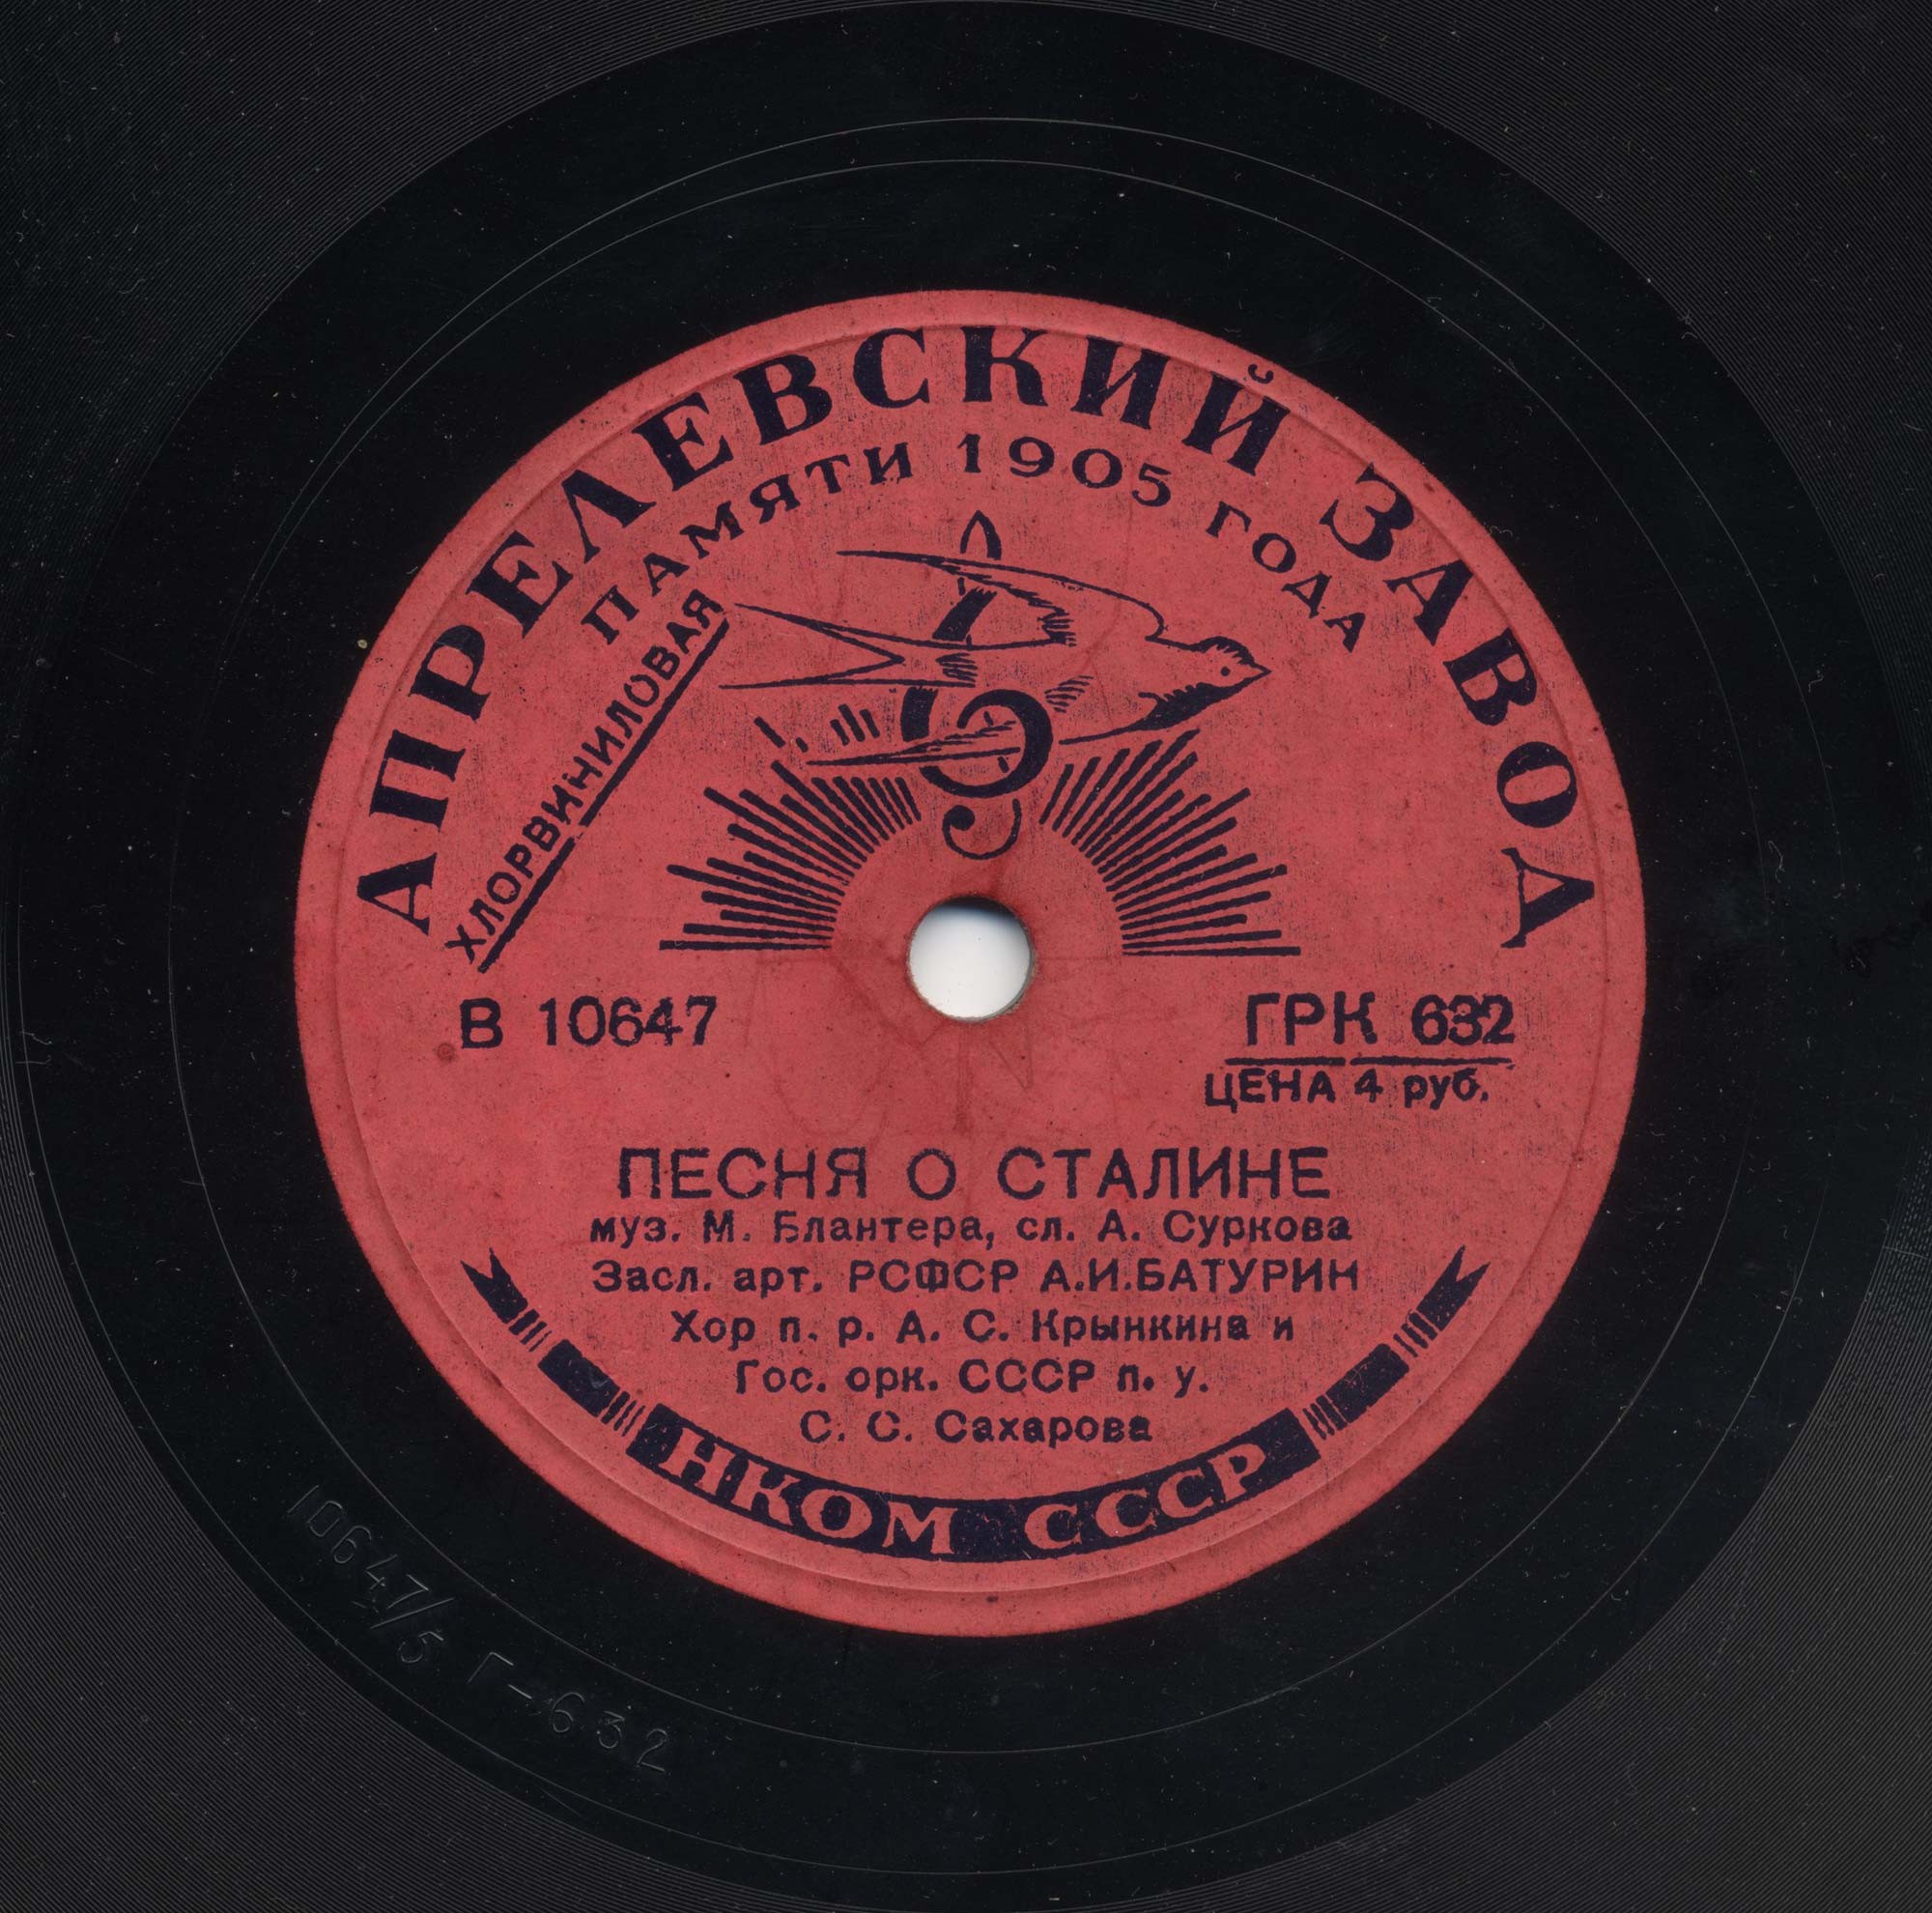 АПРЕЛЕВСКИЙ ЗАВОД
ПАМЯТИ 1905 ГОДА
ХЛОРВИНИЛОВАЯ
В 10647
ГРК 632
ЦЕНА 4 руб.
ПЕСНЯ О СТАЛИНЕ
муз. М. Блантера, сл. А. Суркова
Засл. арт. РСФСР А.И.БАТУРИН
Хор п. р. А. С. Крынкина и
Гос. орк. СССР п. у.
С. С. Сахарова
НКОМ СССР
10647/5 Г-632